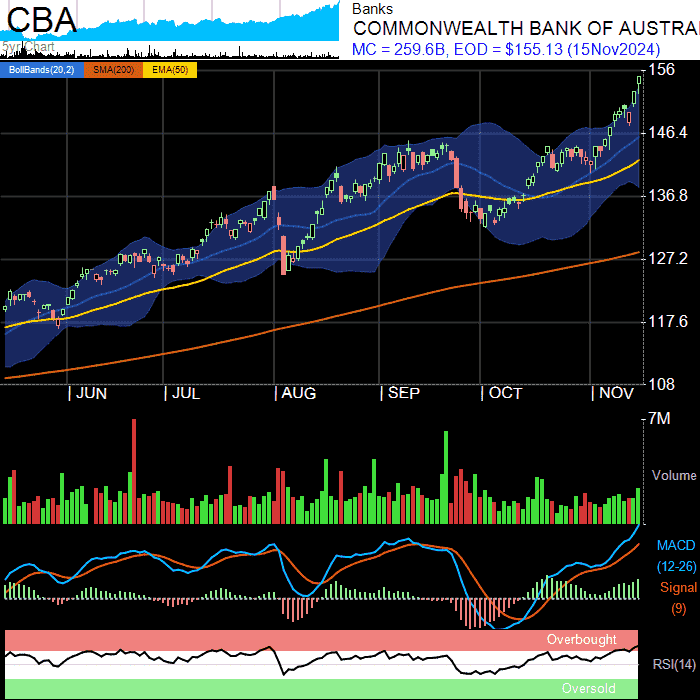 CBA
5yr Chart
Banks
COMMONWEALTH BANK OF AUSTRA
MC = 259.6B, EOD = $155.13 (15Nov2024)
BollBands(20,2) SMA(200) EMA(50)
156
146.4
136.8
127.2
117.6
108
JUN JUL AUG SEP OCT NOV
7M
Volume
MACD
(12-26)
Signal
(9)
Overbought
RSI(14)
Oversold